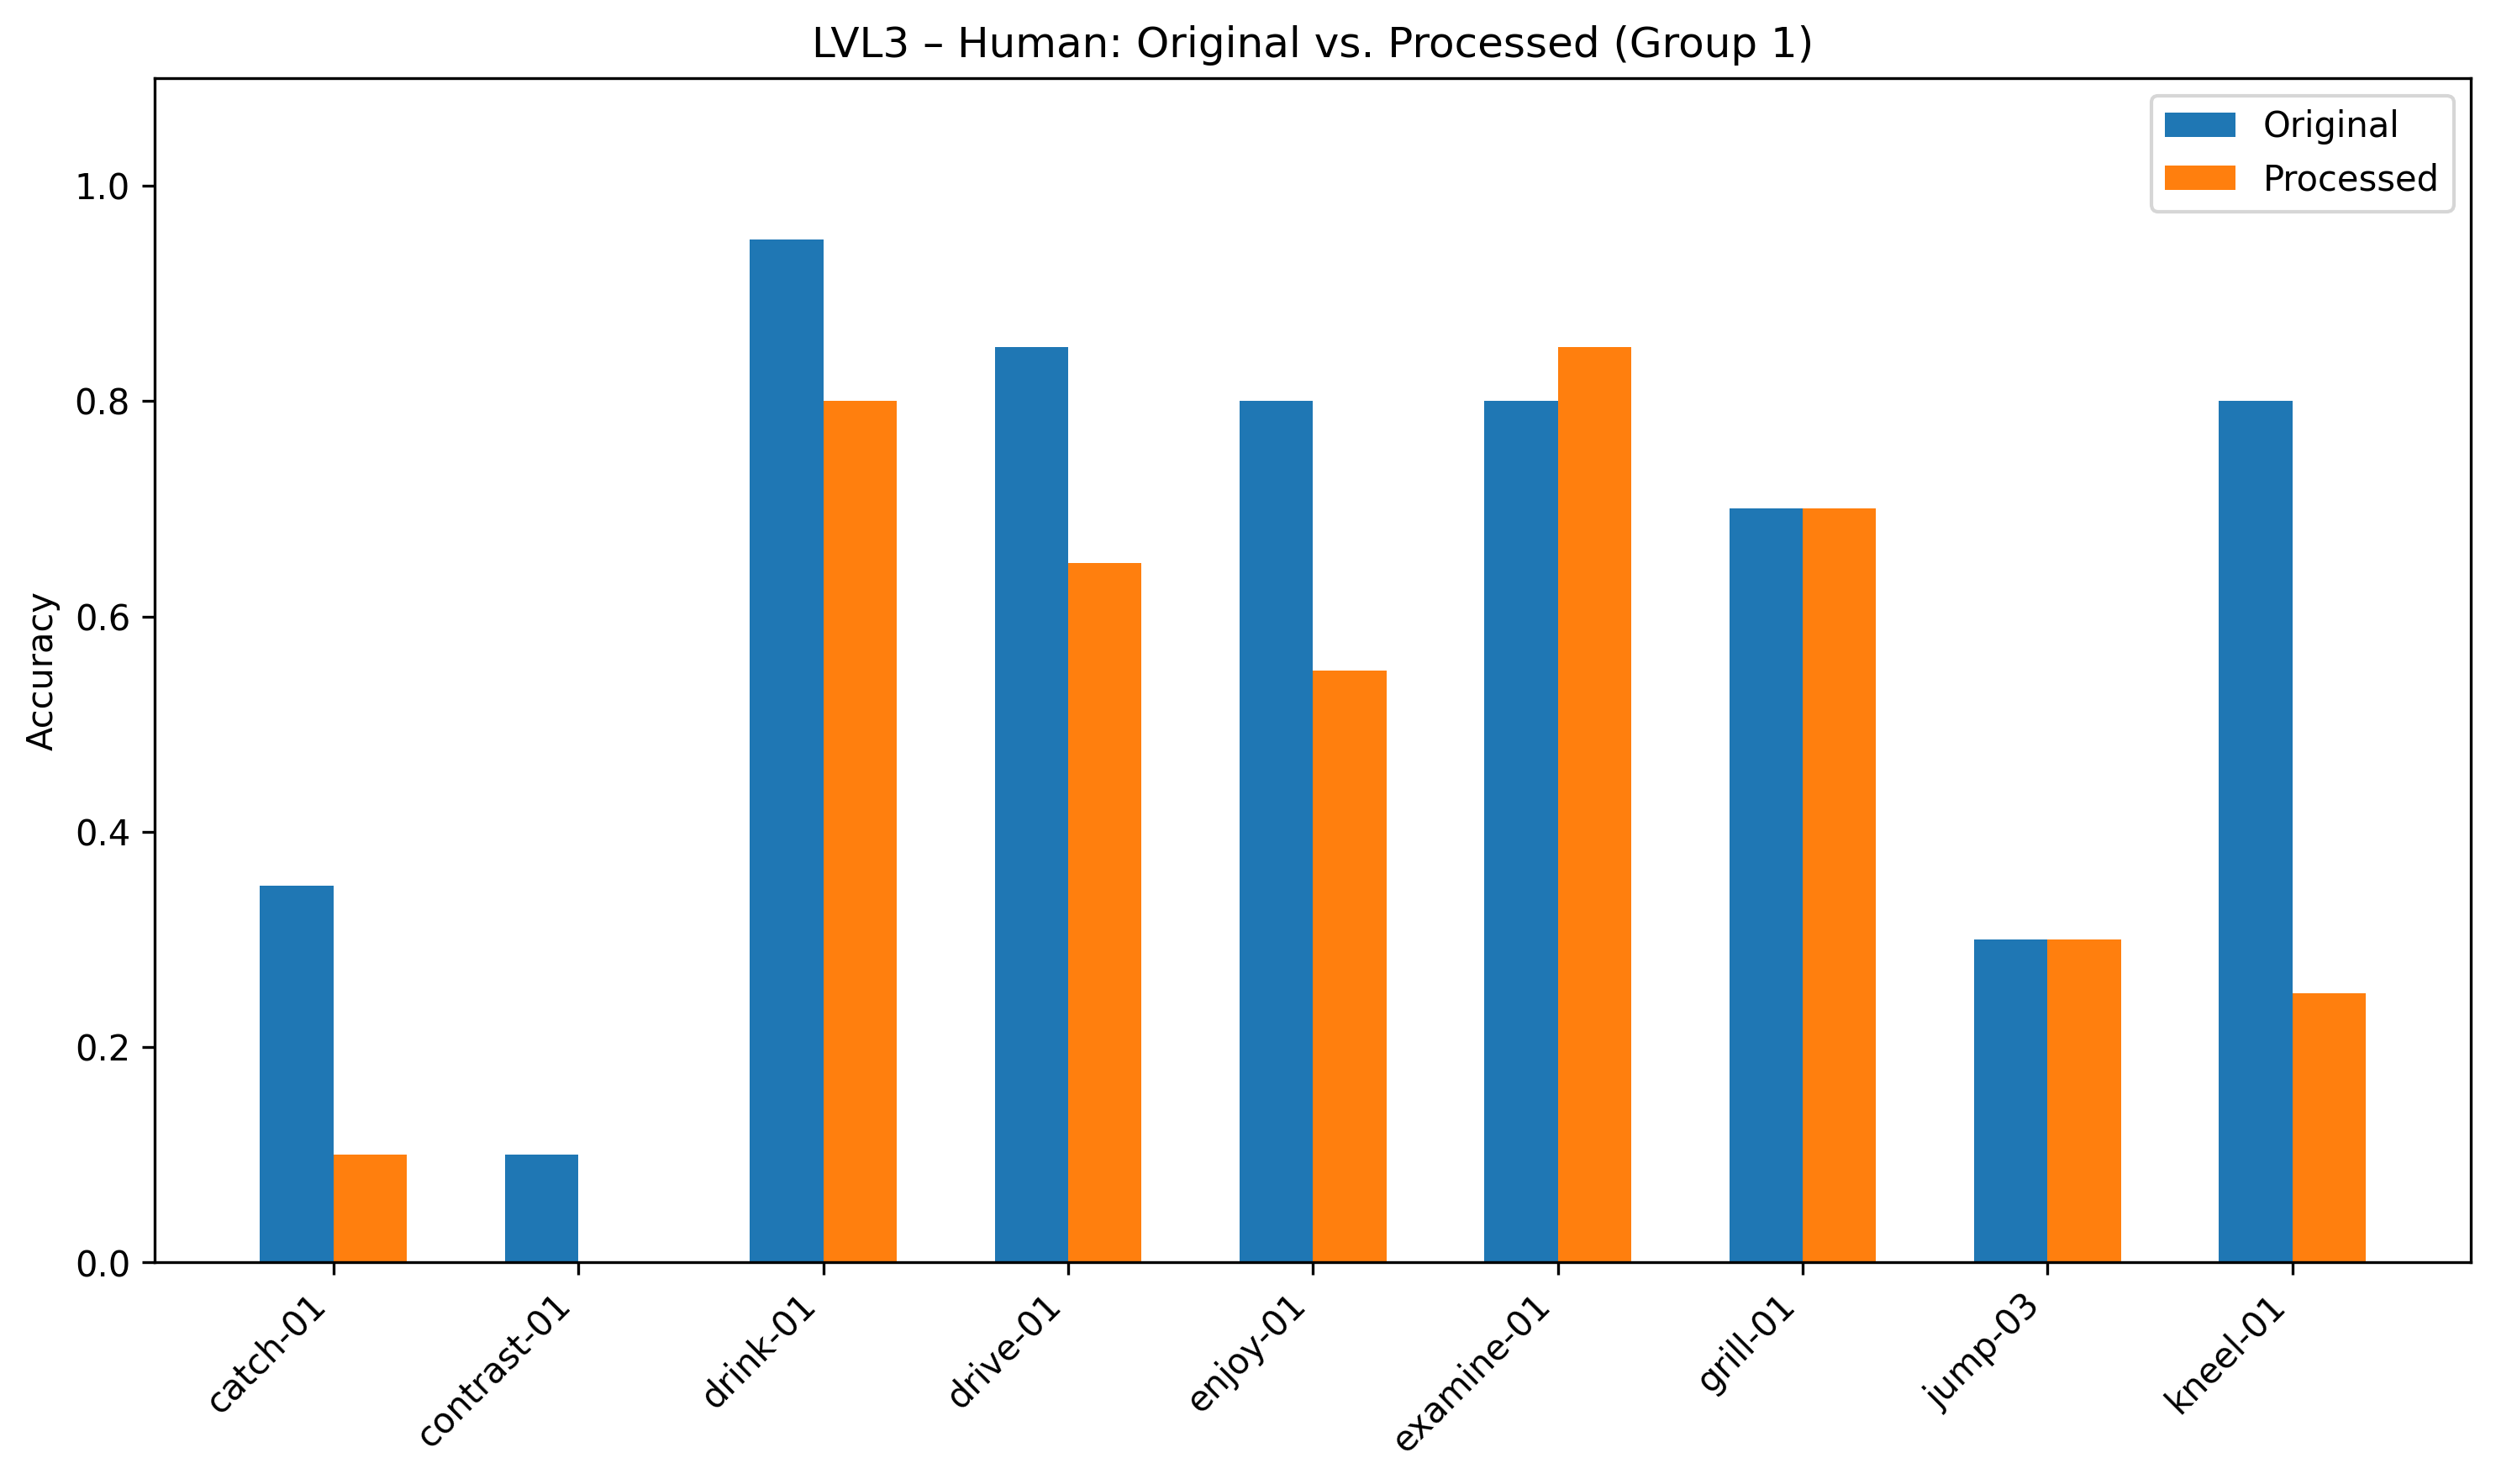 LVL3 – Human: Original vs. Processed (Group 1)
Original
Processed
Accuracy
1.0
0.8
0.6
0.4
0.2
0.0
catch-01
contrast-01
drink-01
drive-01
enjoy-01
examine-01
grill-01
jump-03
kneel-01